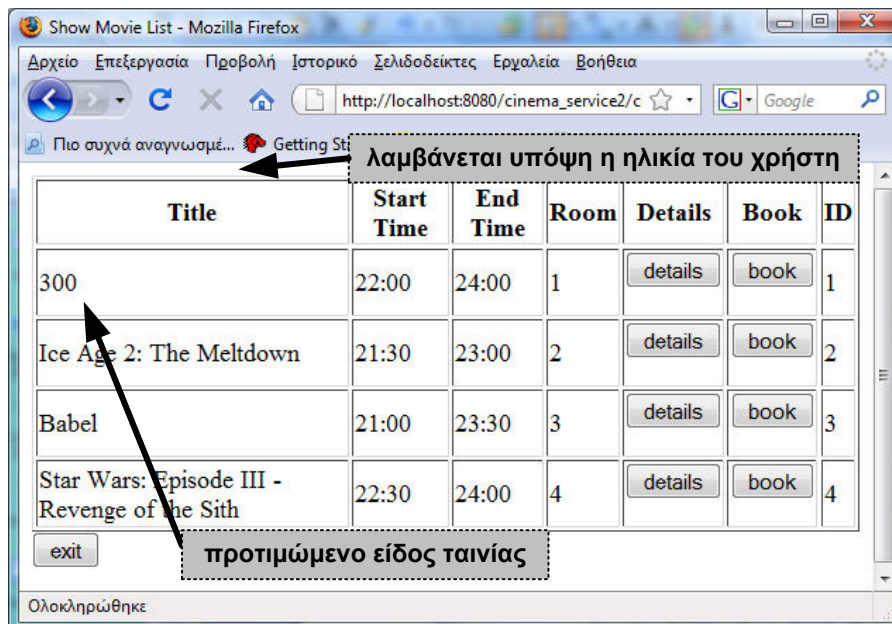 Show Movie List - Mozilla Firefox
Αρχείο Επεξεργασία Προβολή Ιστορικό Σελιδοδείκτες Εργαλεία Βοήθεια
http://localhost:8080/cinema_service2/c G Google
Πιο συχνά αναγνωσμέ... Getting St
λαμβάνεται υπόψη η ηλικία του χρήστη
Title Start Time End Time Room Details Book ID
300 22:00 24:00 1 details book 1
Ice Age 2: The Meltdown 21:30 23:00 2 details book 2
Babel 21:00 23:30 3 details book 3
Star Wars: Episode III - Revenge of the Sith 22:30 24:00 4 details book 4
exit
προτιμώμενο είδος ταινίας
Ολοκληρώθηκε